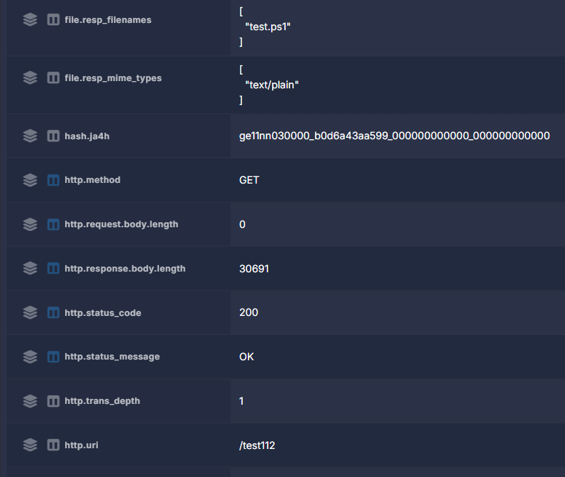 [
file.resp_filenames "test.ps1"
]
[
file.resp_mime_types "text/plain"
]
hash.ja4h ge11nn030000_b0d6a43aa599_000000000000_000000000000
http.method GET
http.request.body.length 0
http.response.body.length 30691
http.status_code 200
http.status_message OK
http.trans_depth 1
http.uri /test112